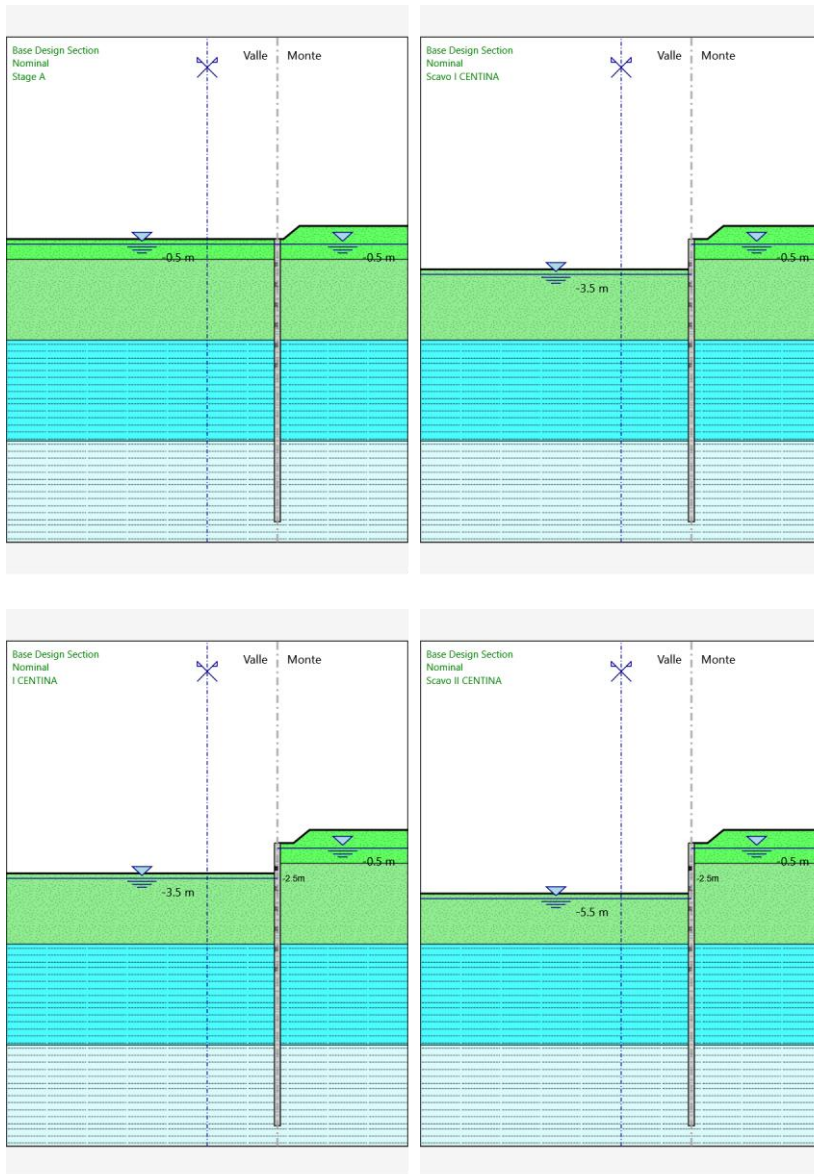 Base Design Section
Nominal
Stage A
Valle Monte
-0.5 m -0.5 m
Base Design Section
Nominal
Scavo I CENTINA
Valle Monte
-0.5 m
-3.5 m
Base Design Section
Nominal
I CENTINA
Valle Monte
-0.5 m
-2.5m
-3.5 m
Base Design Section
Nominal
Scavo II CENTINA
Valle Monte
-0.5 m
-2.5m
-5.5 m